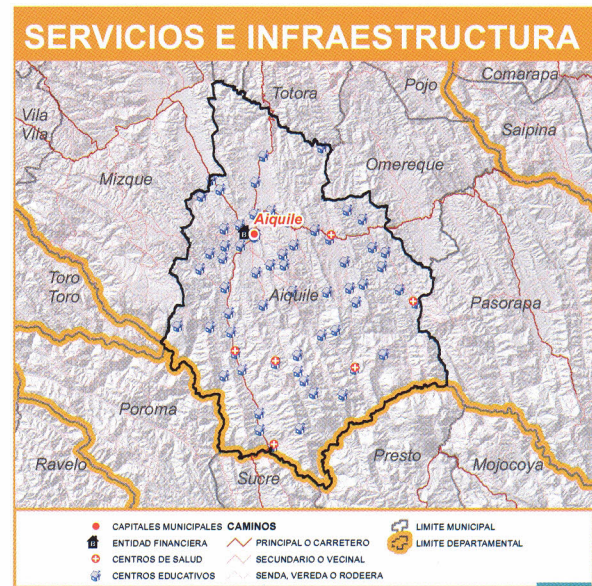 SERVICIOS E INFRAESTRUCTURA
Comarapa
Totora
Pojo
Vila
Vila
Saipina
Omereque
Mizque
Aiquile
Toro
Toro
Aiquile
Pasorapa
Poroma
Ravelo
Sucre
Presto
Mojocoya
CAPITALES MUNICIPALES
ENTIDAD FINANCIERA
CENTROS DE SALUD
CENTROS EDUCATIVOS
CAMINOS
PRINCIPAL O CARRETERO
SECUNDARIO O VECINAL
SENDA, VEREDA O RODEERA
LIMITE MUNICIPAL
LIMITE DEPARTAMENTAL